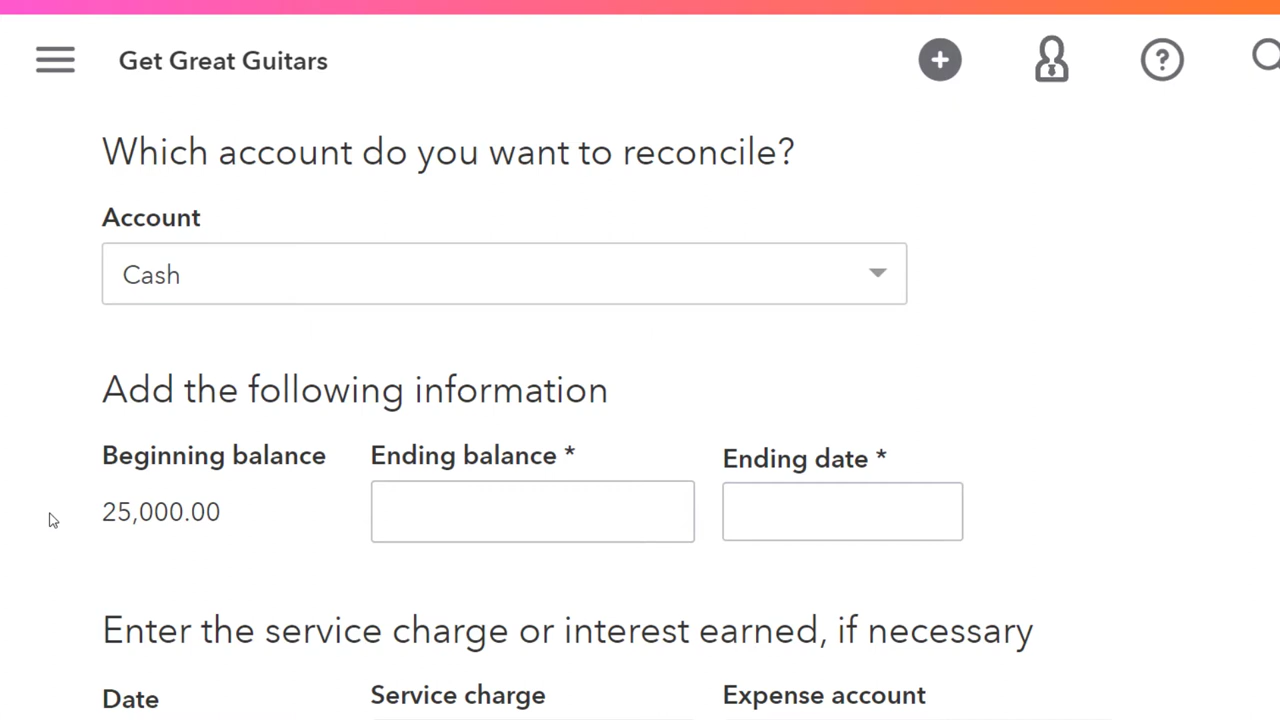 Get Great Guitars
Which account do you want to reconcile?
Account
Cash
Add the following information
Beginning balance
Ending balance *
Ending date *
25,000.00
Enter the service charge or interest earned, if necessary
Date
Service charge
Expense account